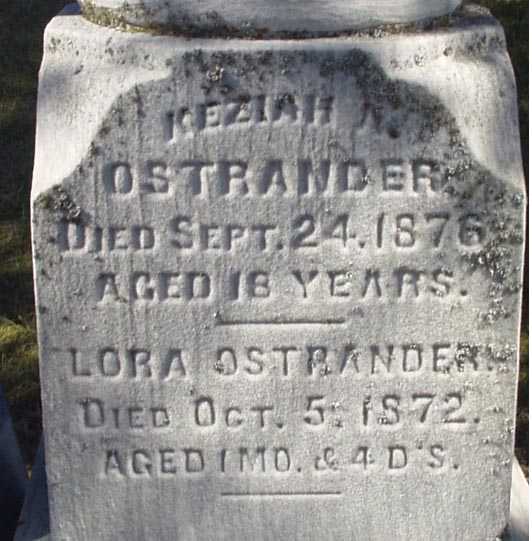 KEZIAH A.
OSTRANDER
DIED SEPT. 24. 1876
AGED 18 YEARS.
LORA OSTRANDER.
DIED OCT. 5. 1872.
AGED 1 MO. & 4 D'S.